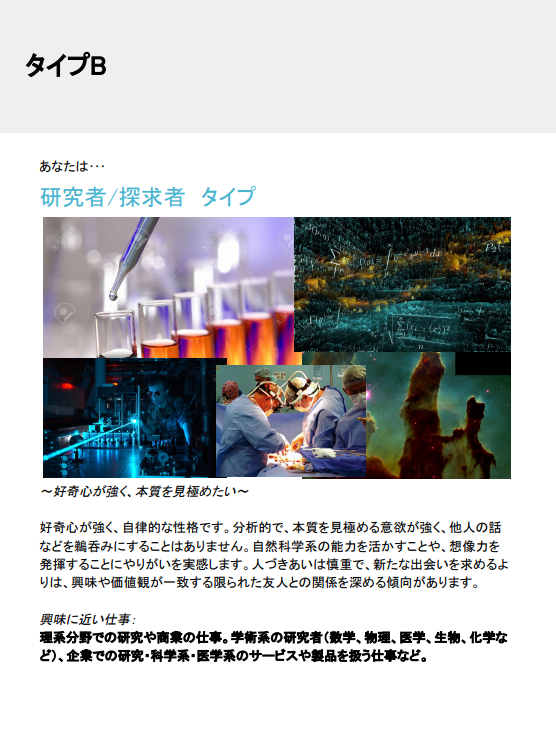 タイプB
あなたは・・・
研究者/探求者　タイプ
～好奇心が強く、本質を見極めたい～
好奇心が強く、自律的な性格です。分析的で、本質を見極める意欲が強く、他人の話
などを鵜呑みにすることはありません。自然科学系の能力を活かすことや、想像力を
発揮することにやりがいを実感します。人づきあいは慎重で、新たな出会いを求めるよ
りは、興味や価値観が一致する限られた友人との関係を深める傾向があります。
興味に近い仕事：
理系分野での研究や商業の仕事。学術系の研究者（数学、物理、医学、生物、化学な
ど）、企業での研究・科学系・医学系のサービスや製品を扱う仕事など。